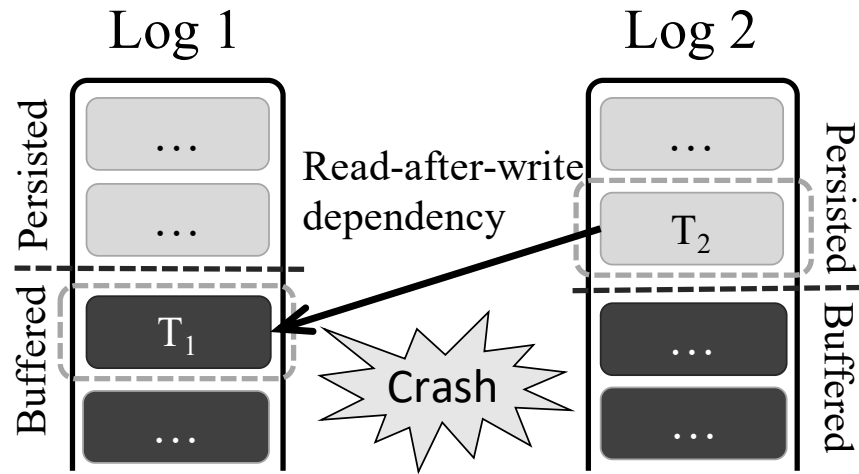 Log 1
Log 2
Persisted
...
...
Read-after-write
dependency
...
T2
Persisted
Buffered
T1
...
Crash
...
...
Buffered